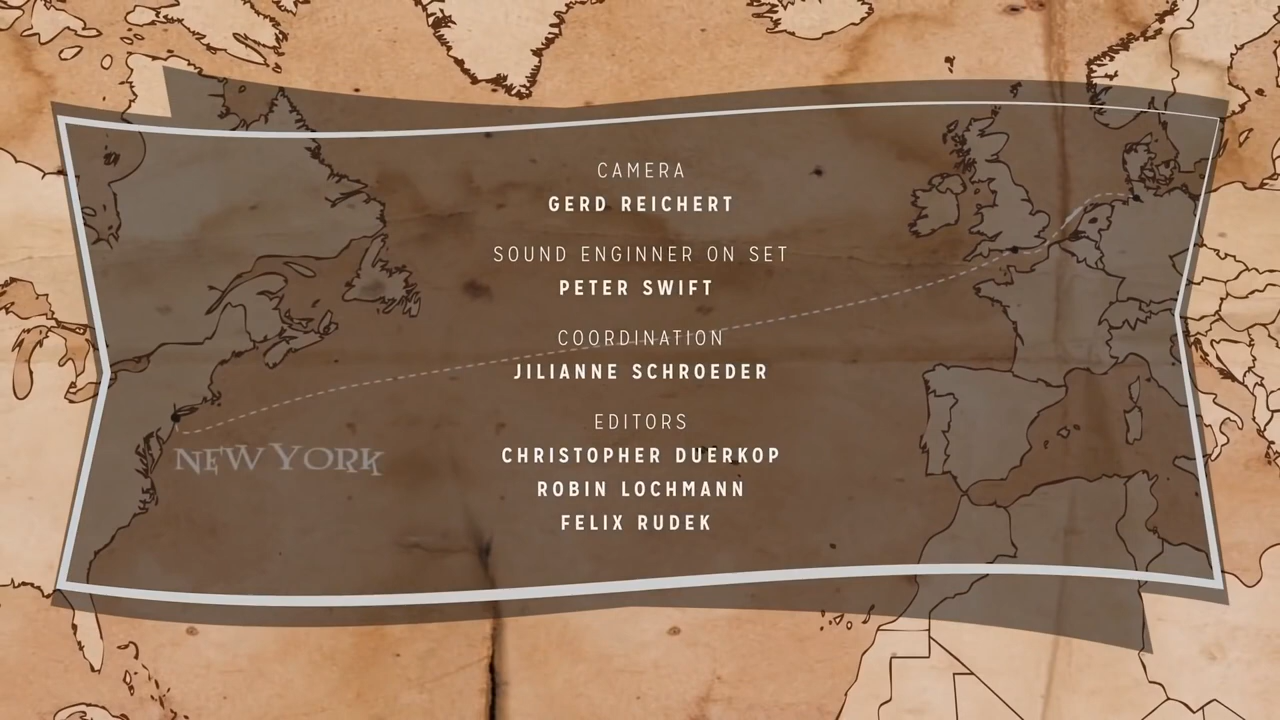 CAMERA
GERD REICHERT
SOUND ENGINNER ON SET
PETER SWIFT
COORDINATION
JILIANNE SCHROEDER
EDITORS
CHRISTOPHER DUERKOP
NEW YORK
ROBIN LOCHMANN
FELIX RUDEK